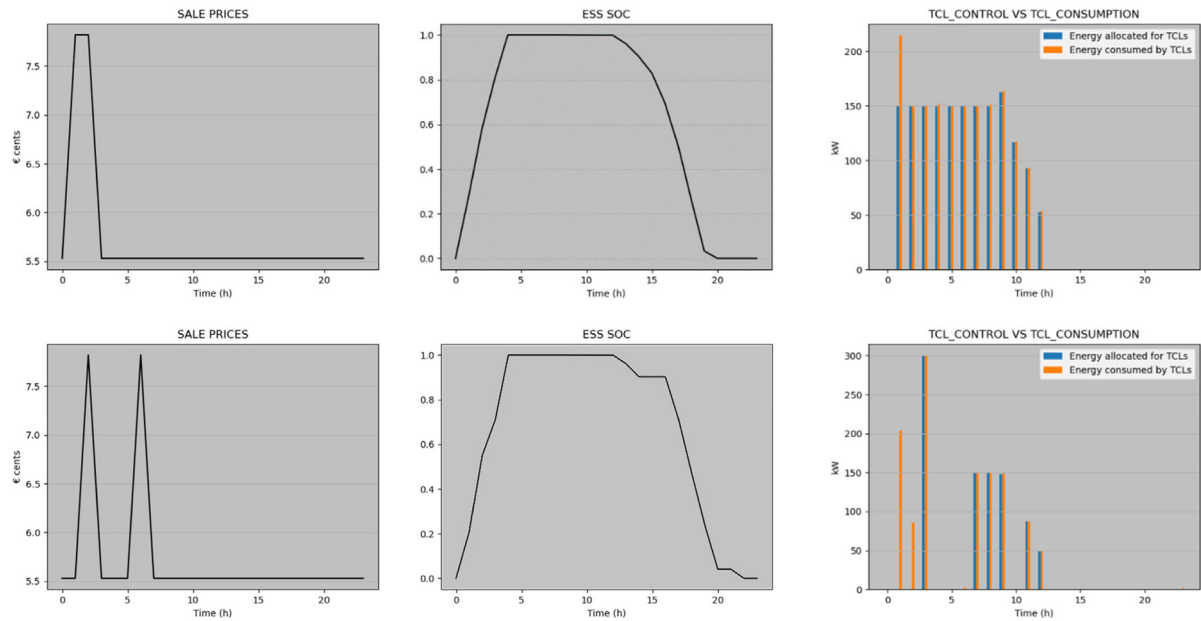 SALE PRICES
€ cents
7.5
7.0
6.5
6.0
5.5
0 5 10 15 20
Time (h)
ESS SOC
1.0
0.8
0.6
0.4
0.2
0.0
0 5 10 15 20
Time (h)
TCL_CONTROL VS TCL_CONSUMPTION
Energy allocated for TCLs
Energy consumed by TCLs
kW
200
150
100
50
0
0 5 10 15 20
Time (h)
SALE PRICES
€ cents
7.5
7.0
6.5
6.0
5.5
0 5 10 15 20
Time (h)
ESS SOC
1.0
0.8
0.6
0.4
0.2
0.0
0 5 10 15 20
Time (h)
TCL_CONTROL VS TCL_CONSUMPTION
Energy allocated for TCLs
Energy consumed by TCLs
kW
300
250
200
150
100
50
0
0 5 10 15 20
Time (h)